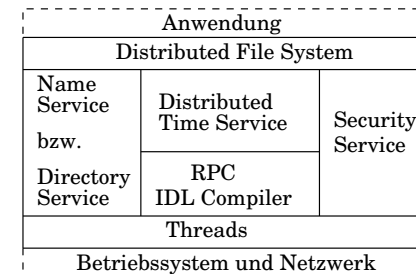 Anwendung
Distributed File System
Name
Service
bzw.
Directory
Service
Distributed
Time Service
RPC
IDL Compiler
Security
Service
Threads
Betriebssystem und Netzwerk